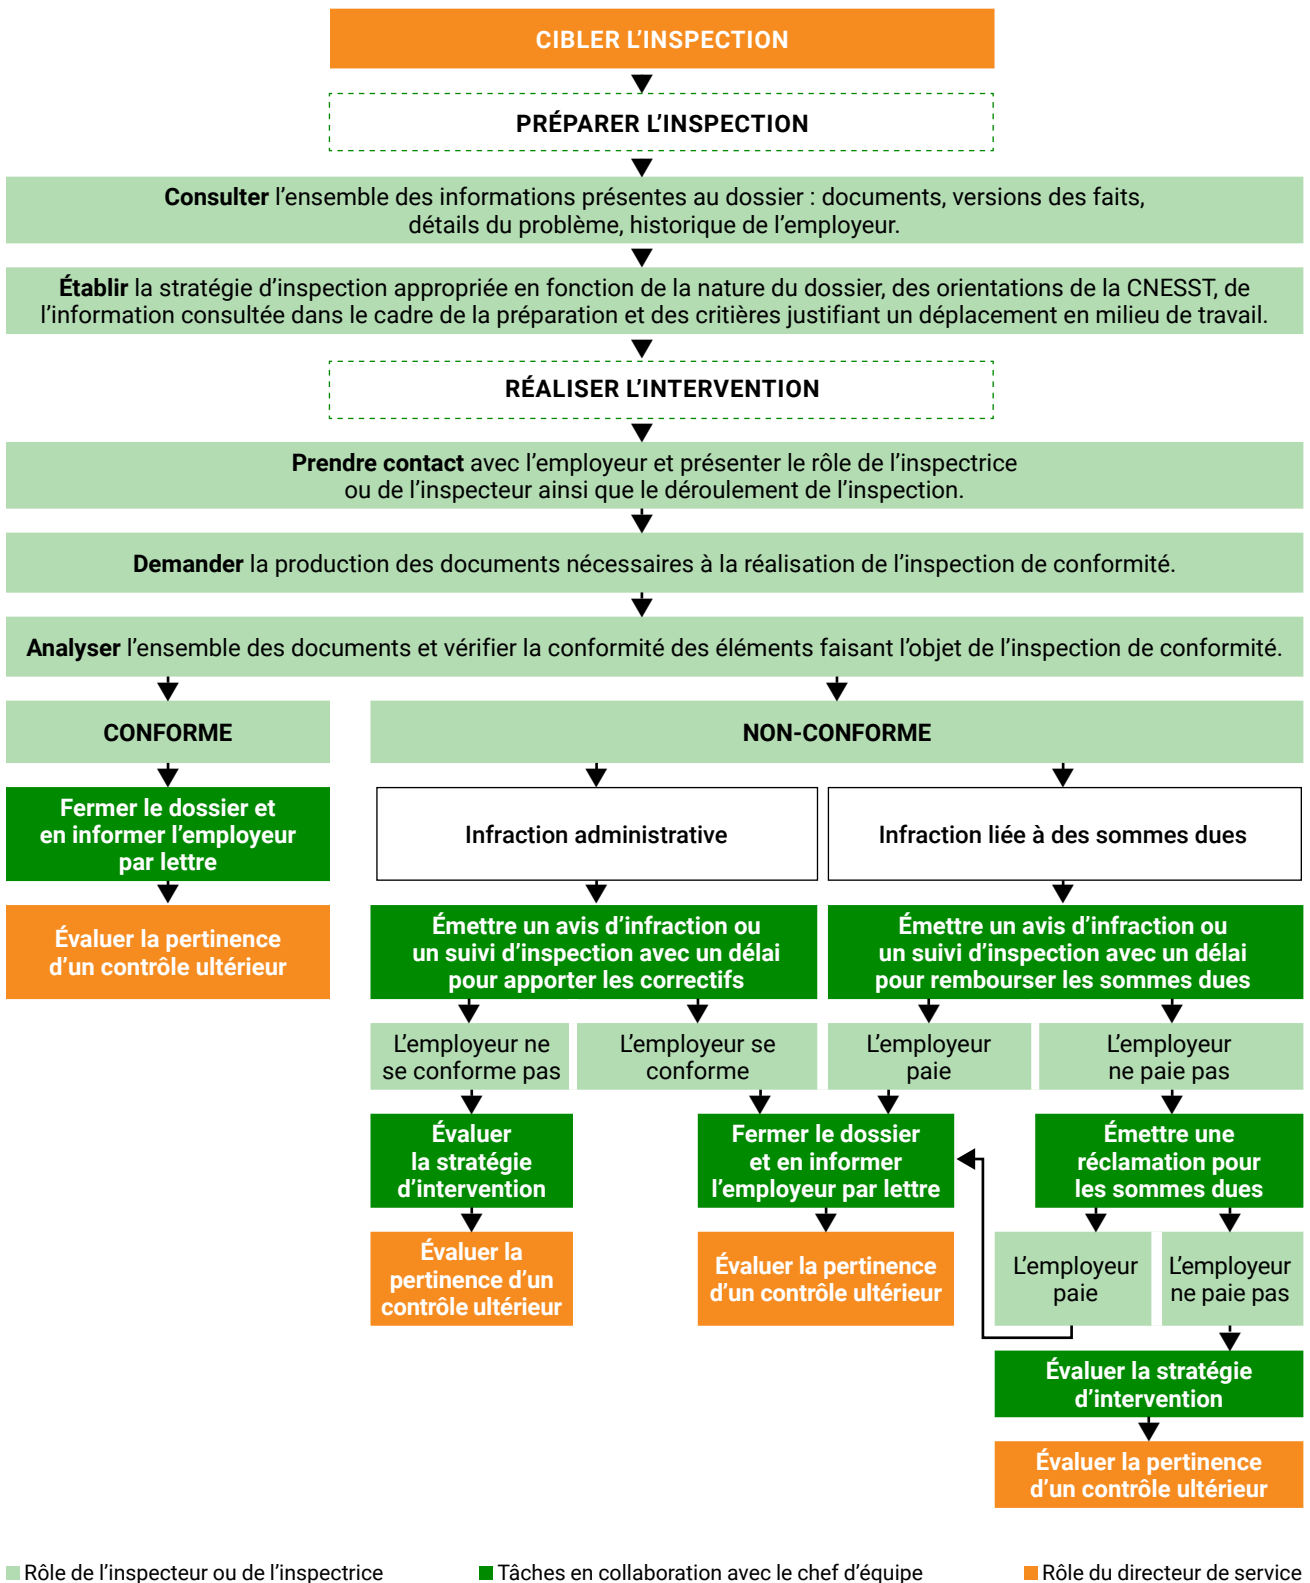 CIBLER L’INSPECTION
PRÉPARER L’INSPECTION
Consulter l’ensemble des informations présentes au dossier : documents, versions des faits,
détails du problème, historique de l’employeur.
Établir la stratégie d’inspection appropriée en fonction de la nature du dossier, des orientations de la CNESST, de
l’information consultée dans le cadre de la préparation et des critères justifiant un déplacement en milieu de travail.
RÉALISER L’INTERVENTION
Prendre contact avec l’employeur et présenter le rôle de l’inspectrice
ou de l’inspecteur ainsi que le déroulement de l’inspection.
Demander la production des documents nécessaires à la réalisation de l’inspection de conformité.
Analyser l’ensemble des documents et vérifier la conformité des éléments faisant l’objet de l’inspection de conformité.
CONFORME
NON-CONFORME
Fermer le dossier et
en informer l’employeur
par lettre
Infraction administrative
Infraction liée à des sommes dues
Évaluer la pertinence
d’un contrôle ultérieur
Émettre un avis d’infraction ou
un suivi d’inspection avec un délai
pour apporter les correctifs
Émettre un avis d’infraction ou
un suivi d’inspection avec un délai
pour rembourser les sommes dues
L’employeur ne
se conforme pas
L’employeur se
conforme
L’employeur
paie
L’employeur
ne paie pas
Évaluer
la stratégie
d’intervention
Fermer le dossier
et en informer
l’employeur par lettre
Émettre une
réclamation pour
les sommes dues
Évaluer la
pertinence d’un
contrôle ultérieur
Évaluer la pertinence
d’un contrôle ultérieur
L’employeur
paie
L’employeur
ne paie pas
Évaluer la stratégie
d’intervention
Évaluer la pertinence
d’un contrôle ultérieur
Rôle de l’inspecteur ou de l’inspectrice
Tâches en collaboration avec le chef d’équipe
Rôle du directeur de service